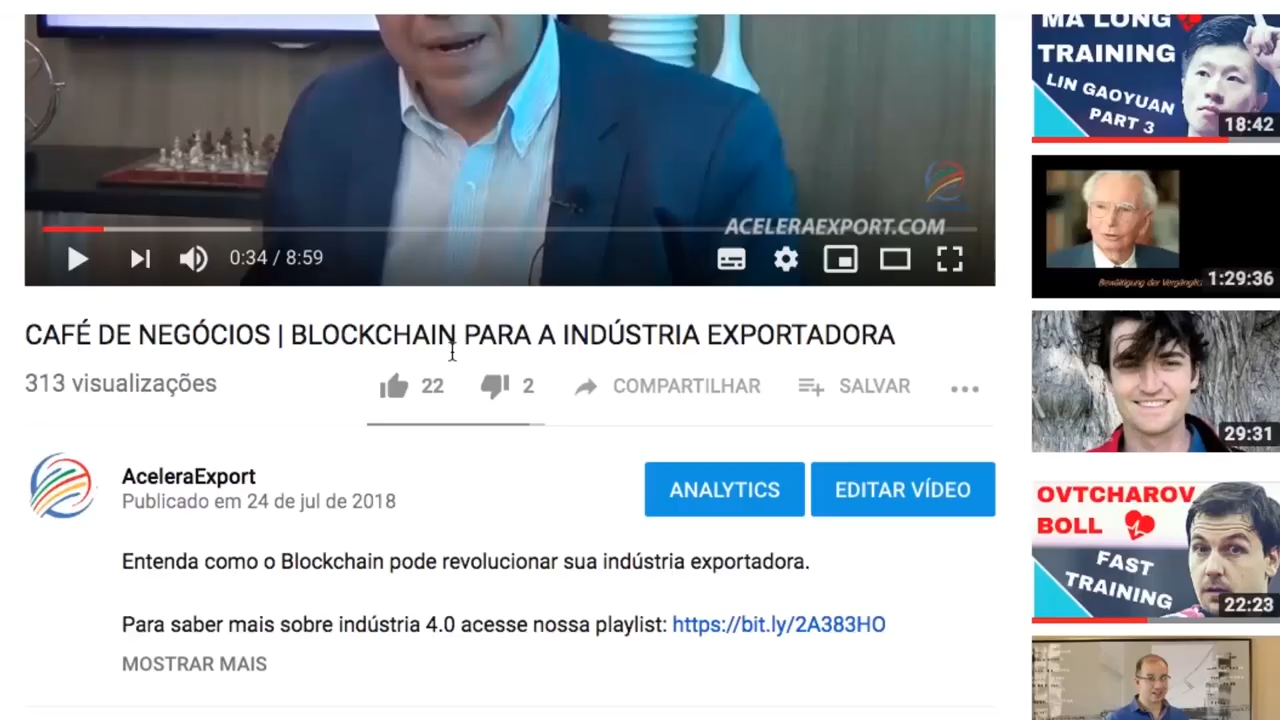 ACELERAEXPORT.COM
0:34 / 8:59
CAFÉ DE NEGÓCIOS | BLOCKCHAIN PARA A INDÚSTRIA EXPORTADORA
313 visualizações
22
2
COMPARTILHAR
SALVAR
AceleraExport
Publicado em 24 de jul de 2018
ANALYTICS
EDITAR VÍDEO
Entenda como o Blockchain pode revolucionar sua indústria exportadora.
Para saber mais sobre indústria 4.0 acesse nossa playlist: https://bit.ly/2A383HO
MOSTRAR MAIS
MA LONG
TRAINING
LIN GAOYUAN
PART 3
18:42
Bewältigung der
1:29:36
29:31
OVTCHAROV
BOLL
FAST
TRAINING
22:23